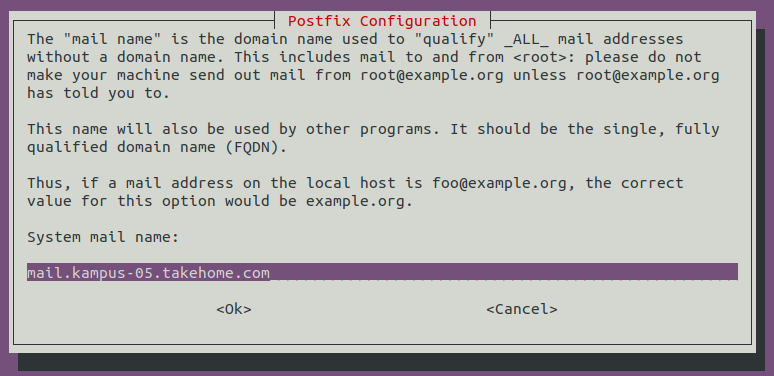 Postfix Configuration
The "mail name" is the domain name used to "qualify" _ALL_ mail addresses
without a domain name. This includes mail to and from <root>: please do not
make your machine send out mail from root@example.org unless root@example.org
has told you to.
This name will also be used by other programs. It should be the single, fully
qualified domain name (FQDN).
Thus, if a mail address on the local host is foo@example.org, the correct
value for this option would be example.org.
System mail name:
mail.kampus-05.takehome.com
<Ok> <Cancel>